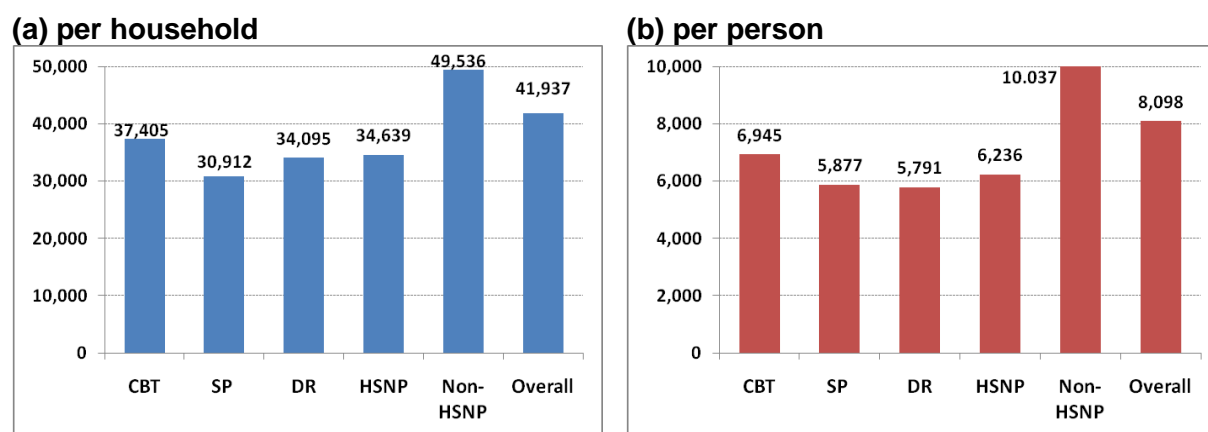 (a) per household
50,000
40,000
30,000
20,000
10,000
0
37,405
30,912
34,095
34,639
49,536
41,937
CBT
SP
DR
HSNP
Non-
HSNP
Overall
(b) per person
10,000
8,000
6,000
4,000
2,000
0
6,945
5,877
5,791
6,236
10.037
8,098
CBT
SP
DR
HSNP
Non-
HSNP
Overall